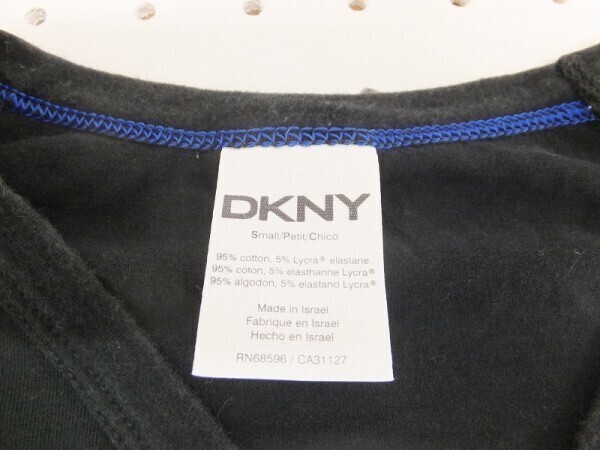 DKNY
Small/Petit/Chico
95% cotton, 5% Lycra® elastane
95% coton, 5% elasthanne Lycra®
95% algodon, 5% elastano Lycra®
Made in Israel
Fabrique en Israel
Hecho en Israel
RN68596 / CA31127